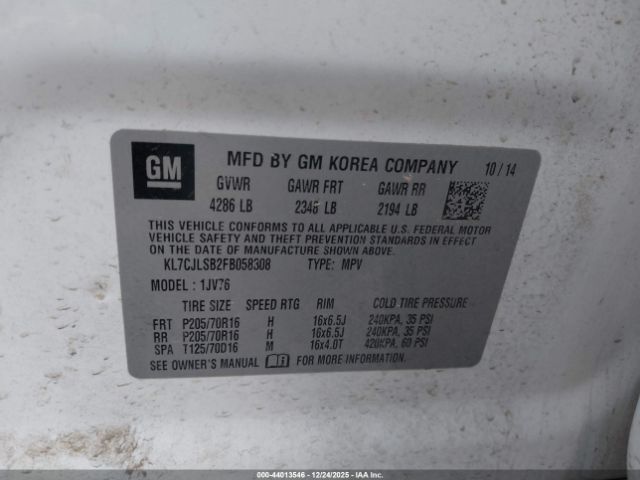 GM
MFD BY GM KOREA COMPANY 10/14
GVWR GAWR FRT GAWR RR
4286 LB 2348 LB 2194 LB
THIS VEHICLE CONFORMS TO ALL APPLICABLE U.S. FEDERAL MOTOR
VEHICLE SAFETY AND THEFT PREVENTION STANDARDS IN EFFECT ON
THE DATE OF MANUFACTURE SHOWN ABOVE.
KL7CJLSB2FB058308 TYPE: MPV
MODEL : 1JV76
TIRE SIZE SPEED RTG RIM COLD TIRE PRESSURE
FRT P205/70R16 H 16x6.5J 240KPA, 35 PSI
RR P205/70R16 H 16x6.5J 240KPA, 35 PSI
SPA T125/70D16 M 16x4.0T 420KPA, 60 PSI
SEE OWNER'S MANUAL FOR MORE INFORMATION
000-44013546 - 12/24/2025 - IAAI.com